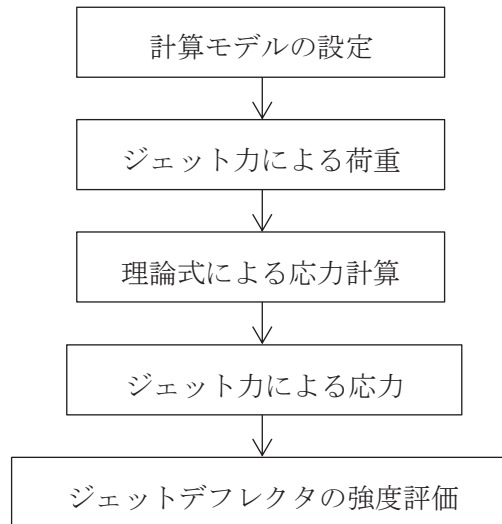 計算モデルの設定
ジェット力による荷重
理論式による応力計算
ジェット力による応力
ジェットデフレクタの強度評価